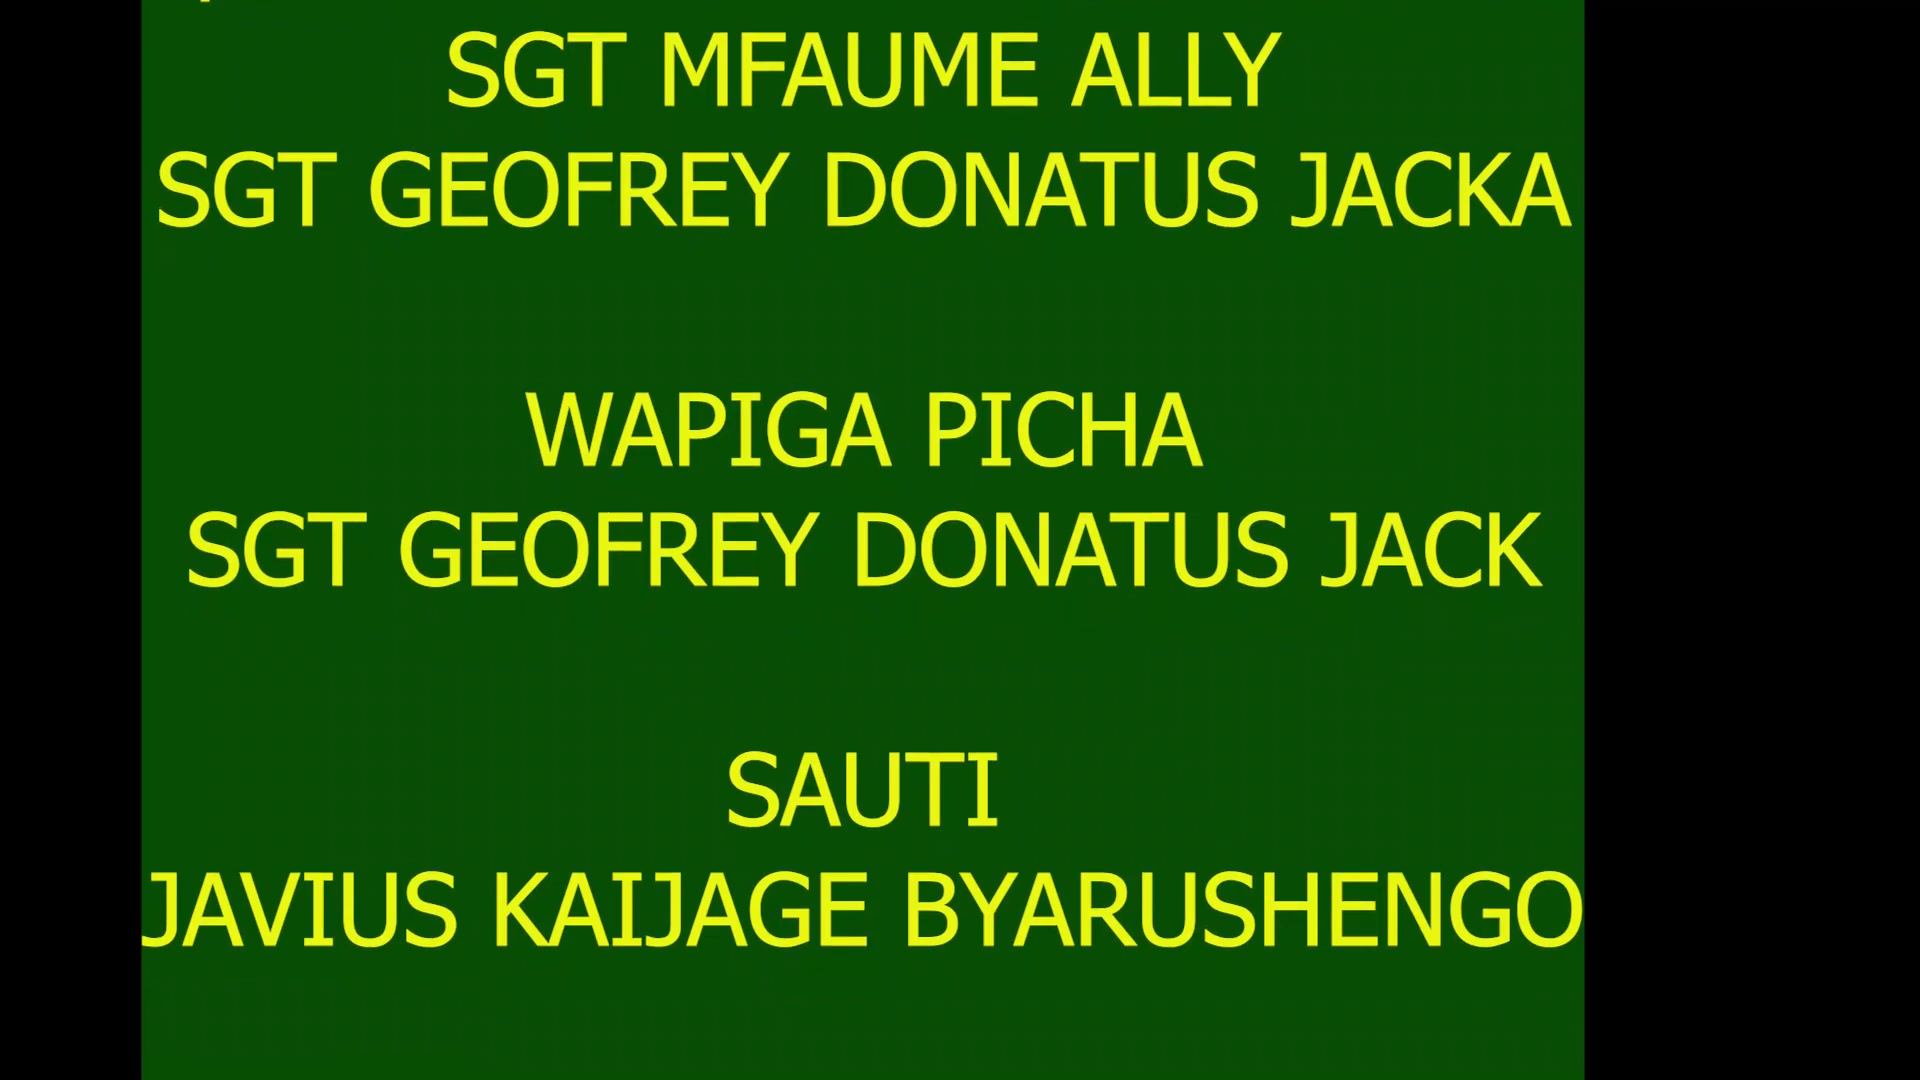 SGT MFAUME ALLY
SGT GEOFREY DONATUS JACKA
WAPIGA PICHA
SGT GEOFREY DONATUS JACK
SAUTI
JAVIUS KAIJAGE BYARUSHENGO